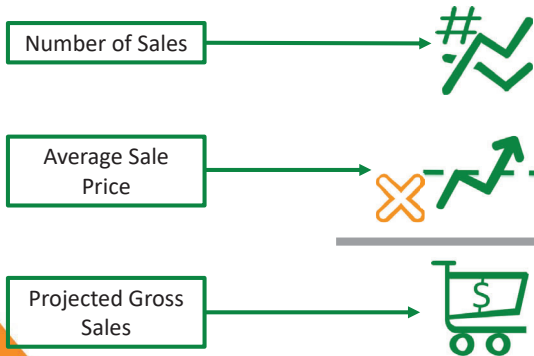 Number of Sales
#
Average Sale
Price
$
Projected Gross
Sales